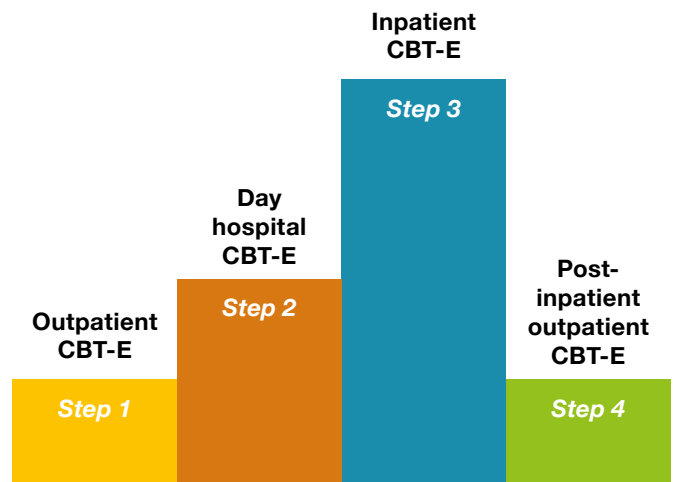 Outpatient
CBT-E
Step 1
Day
hospital
CBT-E
Step 2
Inpatient
CBT-E
Step 3
Post-
inpatient
outpatient
CBT-E
Step 4